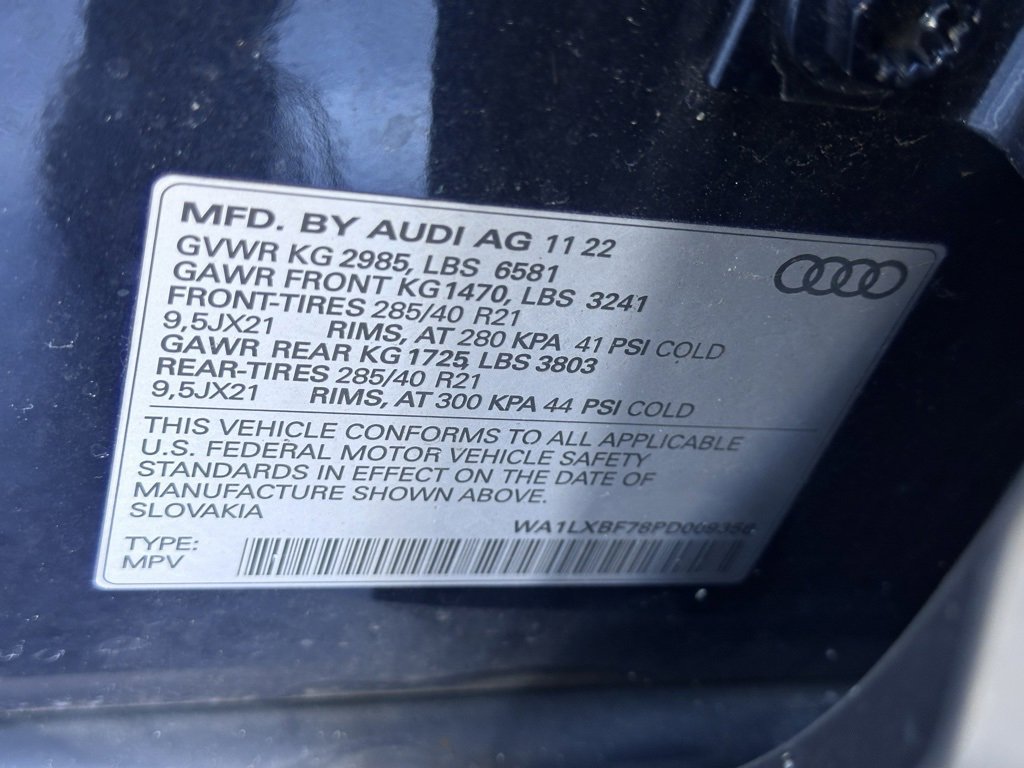 MFD. BY AUDI AG 11 22
GVWR KG 2985, LBS 6581
GAWR FRONT KG 1470, LBS 3241
FRONT-TIRES 285/40 R21
9,5JX21 RIMS, AT 280 KPA 41 PSI COLD
GAWR REAR KG 1725, LBS 3803
REAR-TIRES 285/40 R21
9,5JX21 RIMS, AT 300 KPA 44 PSI COLD
THIS VEHICLE CONFORMS TO ALL APPLICABLE
U.S. FEDERAL MOTOR VEHICLE SAFETY
STANDARDS IN EFFECT ON THE DATE OF
MANUFACTURE SHOWN ABOVE.
SLOVAKIA
TYPE:
MPV